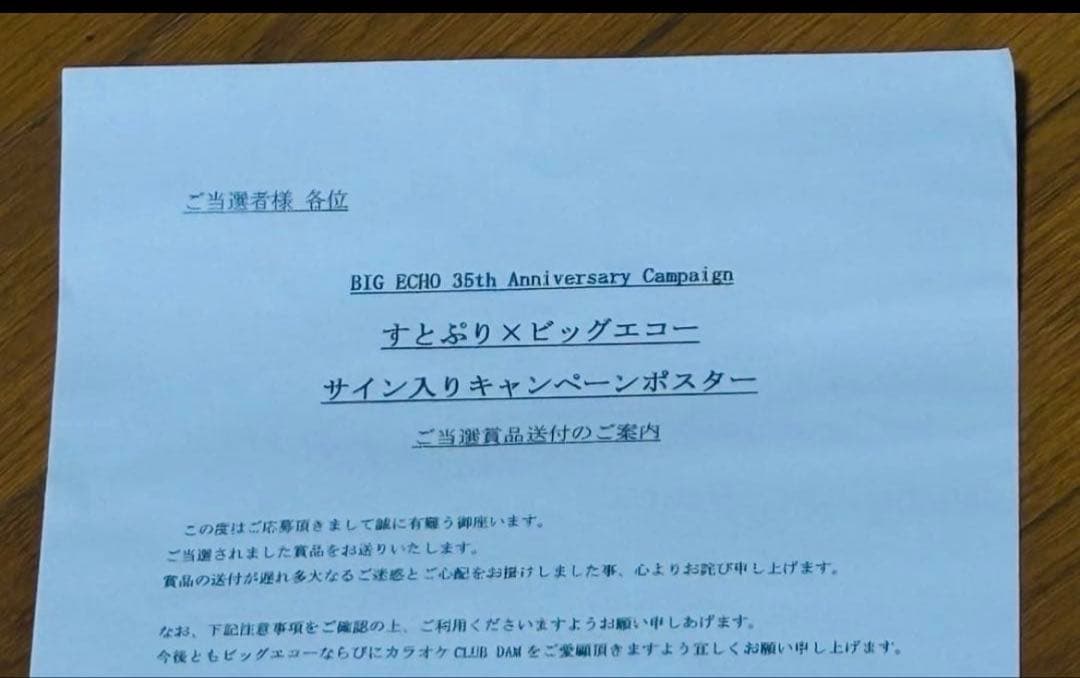 ご当選者様 各位
BIG ECHO 35th Anniversary Campaign
すとぷり×ビッグエコー
サイン入りキャンペーンポスター
ご当選賞品送付のご案内
この度はご応募頂きまして誠に有難う御座います。
ご当選されました賞品をお送りいたします。
賞品の送付が遅れ多大なるご迷惑とご心配をお掛けしました事、心よりお詫び申し上げます。
なお、下記注意事項をご確認の上、ご利用くださいますようお願い申しあげます。
今後ともビッグエコーならびにカラオケ CLUB DAM をご愛顧頂きますよう宜しくお願い申し上げます。